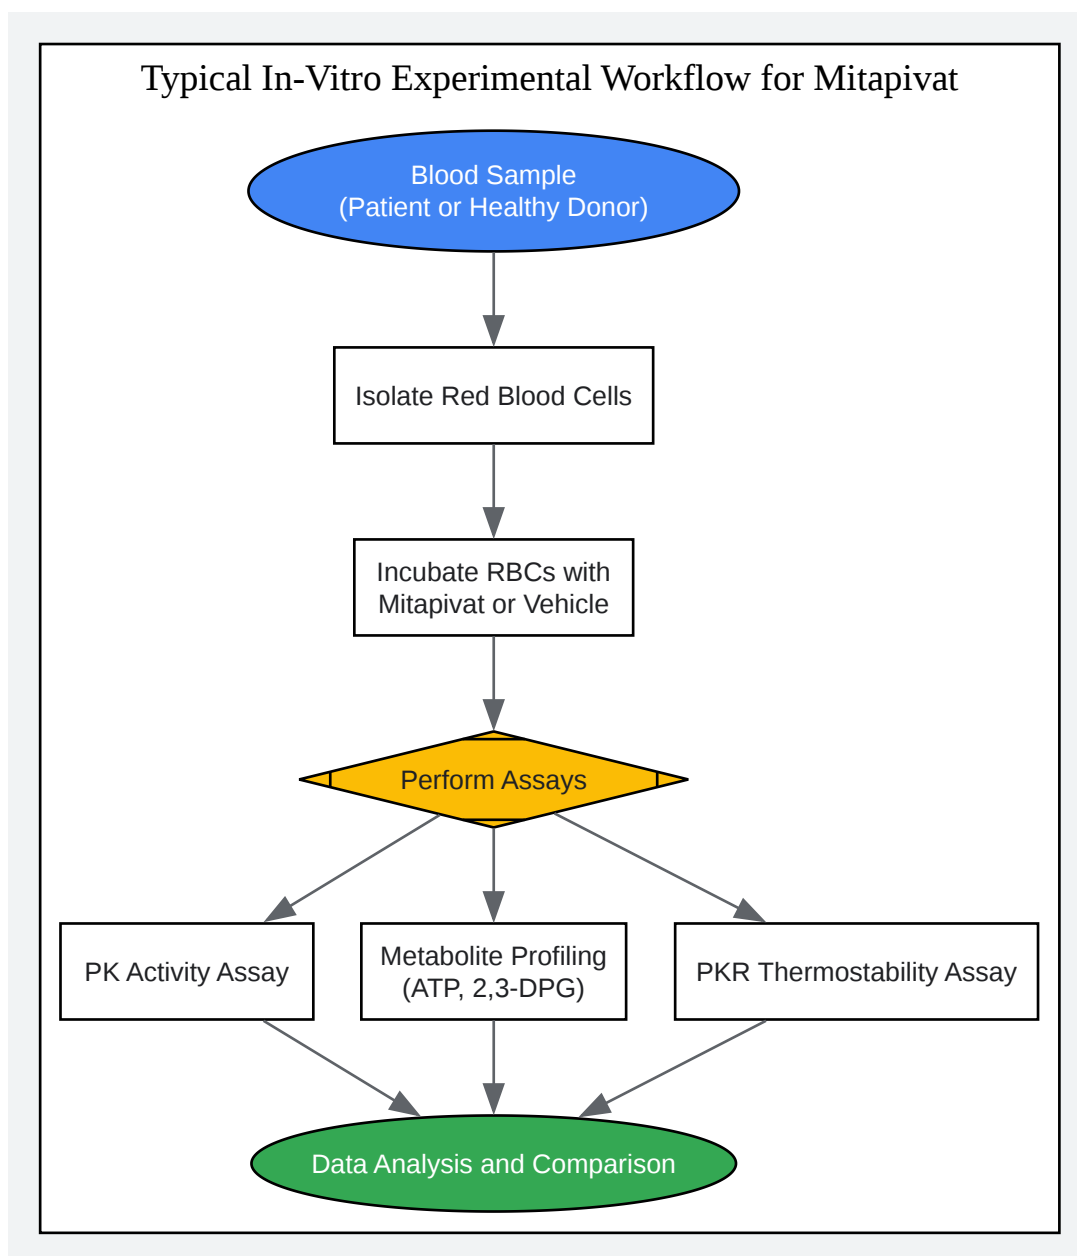 Typical In-Vitro Experimental Workflow for Mitapivat
Blood Sample
(Patient or Healthy Donor)
Isolate Red Blood Cells
Incubate RBCs with
Mitapivat or Vehicle
Perform Assays
PK Activity Assay
Metabolite Profiling
(ATP, 2,3-DPG)
PKR Thermostability Assay
Data Analysis and Comparison